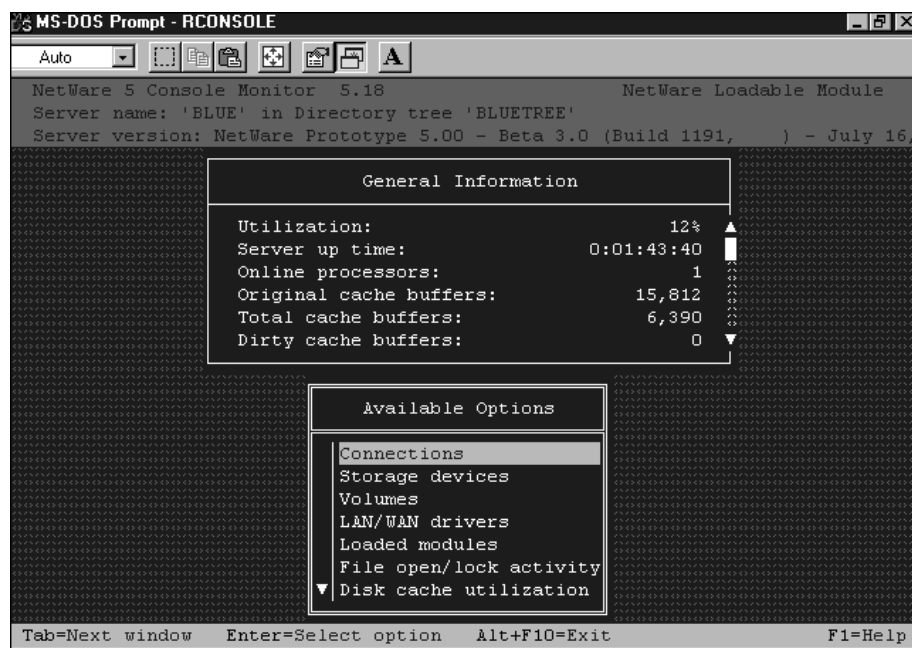 MS-DOS Prompt - RCONSOLE
Auto
A
NetWare 5 Console Monitor 5.18 NetWare Loadable Module
Server name: 'BLUE' in Directory tree 'BLUETREE'
Server version: NetWare Prototype 5.00 - Beta 3.0 (Build 1191, ) - July 16,
General Information
Utilization: 12%
Server up time: 0:01:43:40
Online processors: 1
Original cache buffers: 15,812
Total cache buffers: 6,390
Dirty cache buffers: 0
Available Options
Connections
Storage devices
Volumes
LAN/WAN drivers
Loaded modules
File open/lock activity
Disk cache utilization
Tab=Next window Enter=Select option Alt+F10=Exit F1=Help